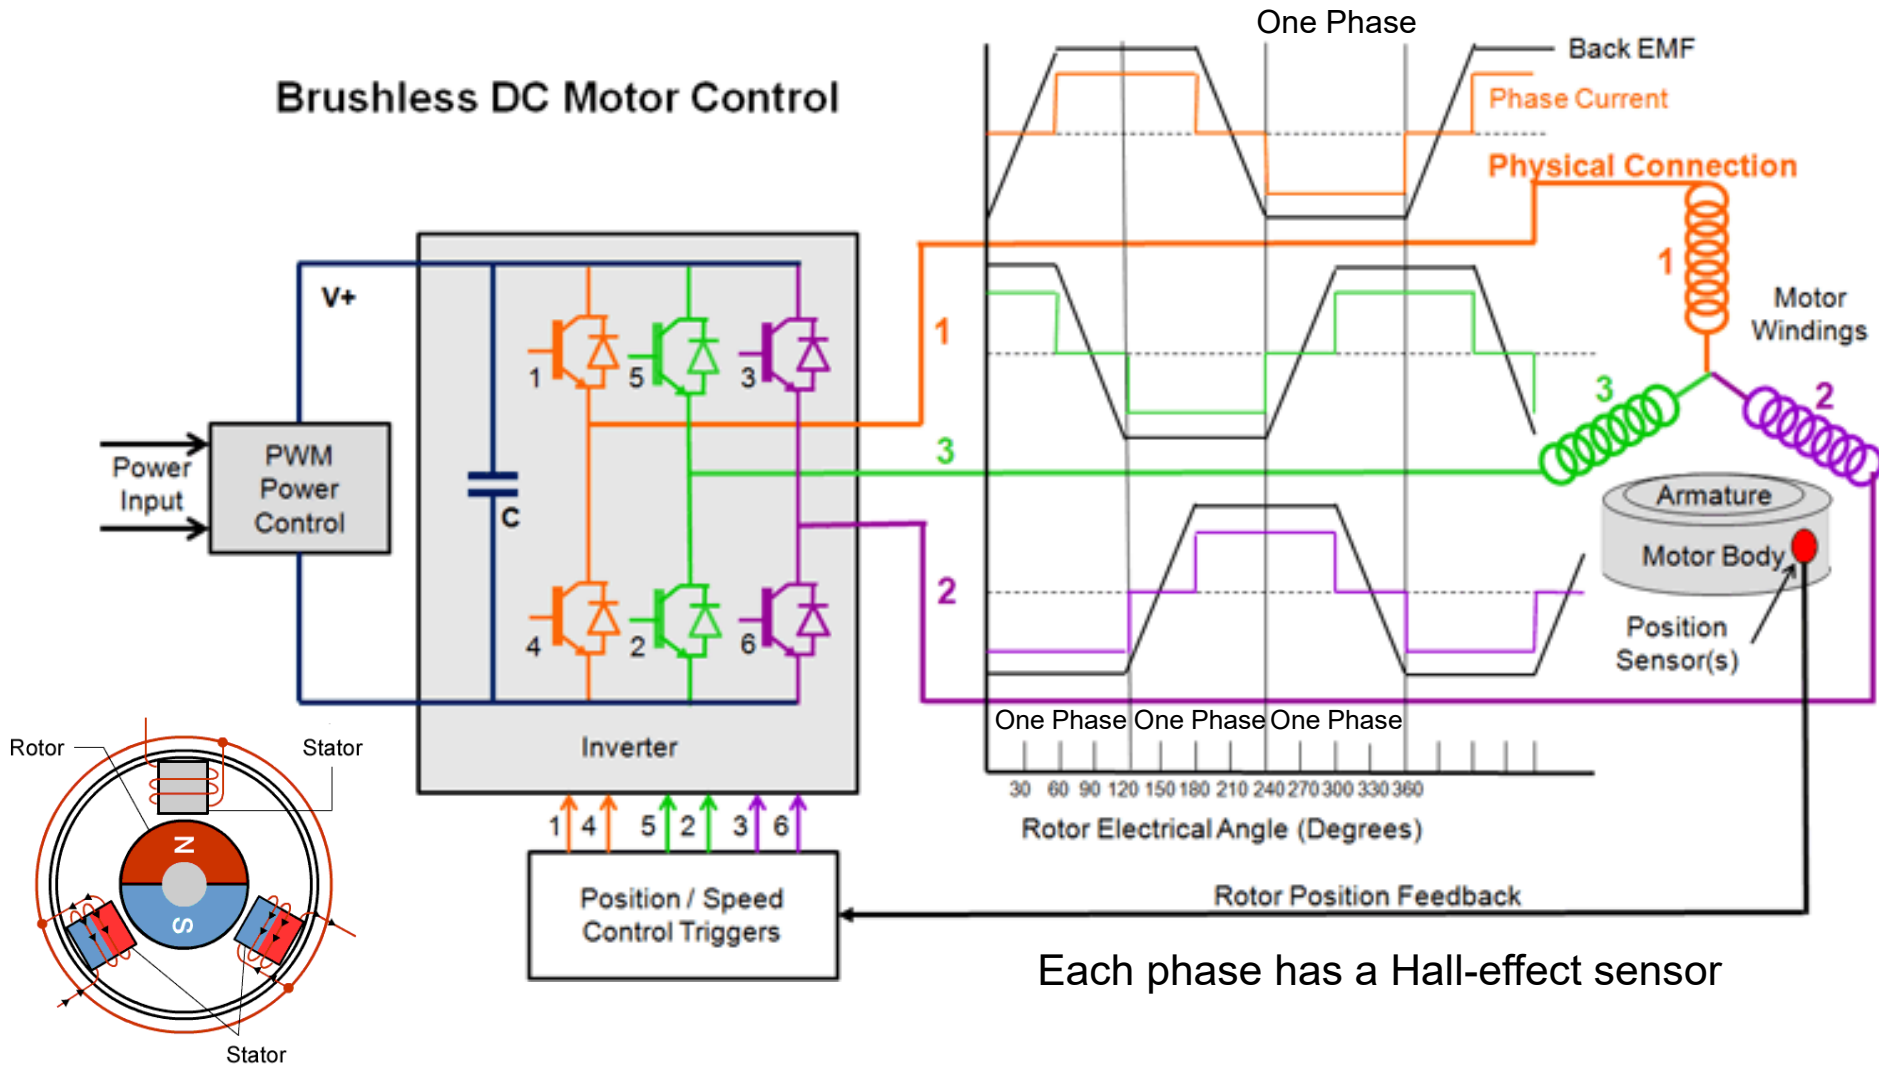 One Phase
Back EMF
Brushless DC Motor Control
Phase Current
Physical Connection
V+
1
Motor
Windings
1
5
3
1
3
2
PWM
Power
Control
Power
Input
C
3
Armature
Motor Body
4
2
6
2
Position
Sensor(s)
One Phase One Phase One Phase
Inverter
30 60 90 120 150 180 210 240 270 300 330 360
Rotor Electrical Angle (Degrees)
1 4 5 2 3 6
Position / Speed
Control Triggers
Rotor Position Feedback
Each phase has a Hall-effect sensor
Rotor
Stator
N
S
Stator